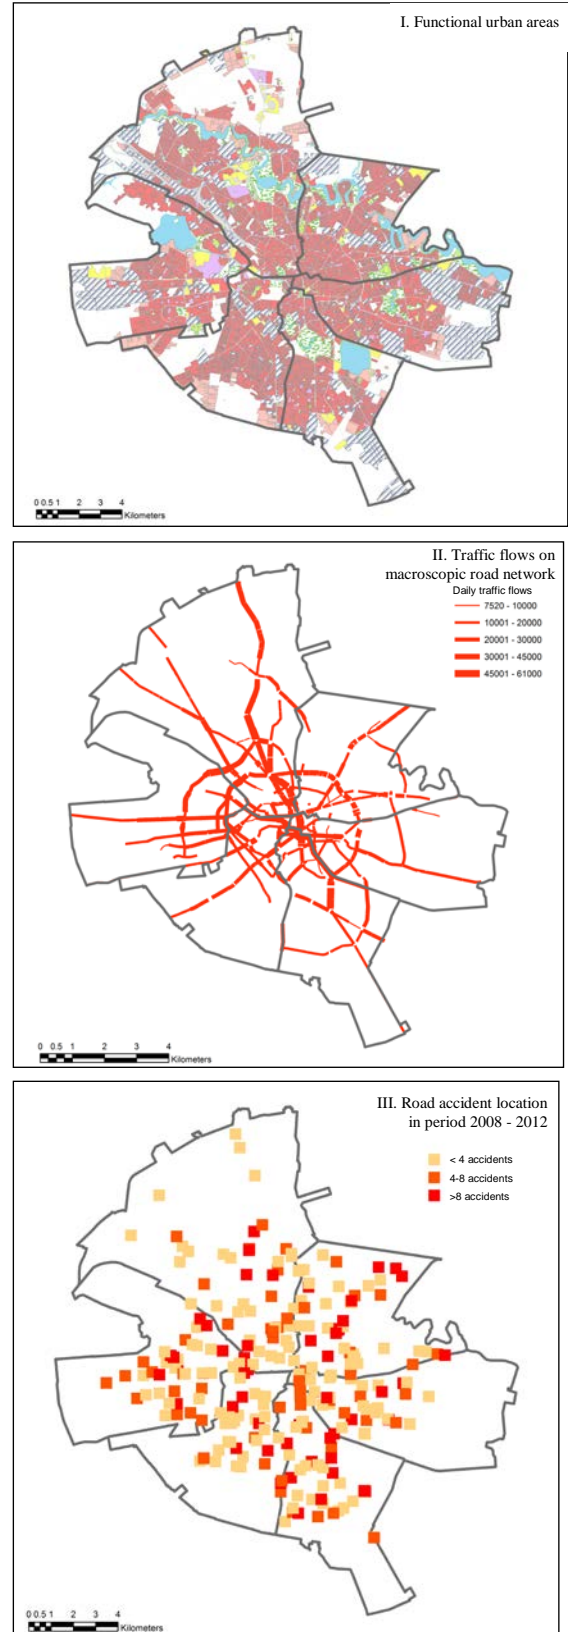 I. Functional urban areas
0 0.5 1 2 3 4
Kilometers
II. Traffic flows on
macroscopic road network
Daily traffic flows
7520 - 10000
10001 - 20000
20001 - 30000
30001 - 45000
45001 - 61000
0 0.5 1 2 3 4
Kilometers
III. Road accident location
in period 2008 - 2012
< 4 accidents
4-8 accidents
>8 accidents
0 0.5 1 2 3 4
Kilometers